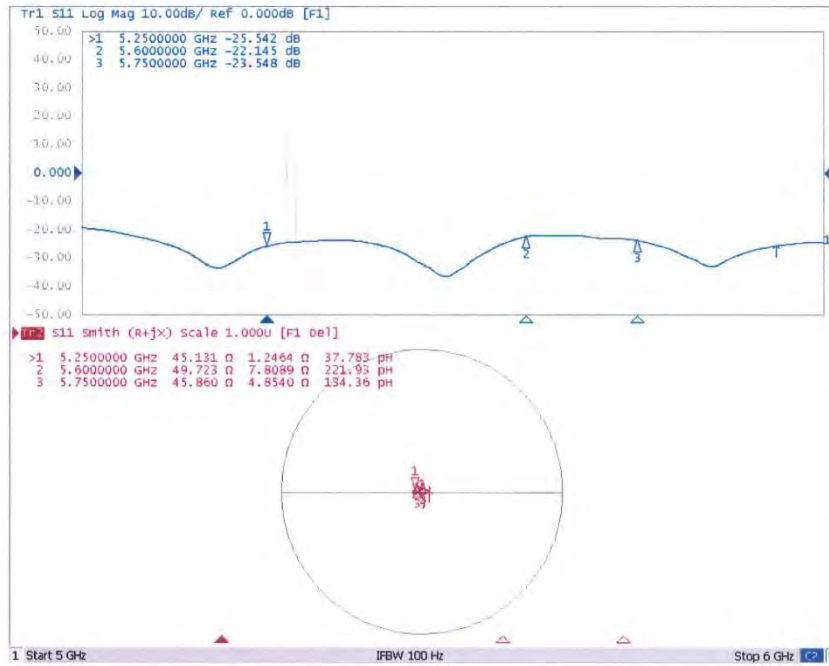 Tr1 S11 Log Mag 10.00dB/ Ref 0.000dB [F1]
50.00
>1 5.2500000 GHz -25.542 dB
2 5.6000000 GHz -22.145 dB
3 5.7500000 GHz -23.548 dB
40.00
30.00
20.00
10.00
0.000
-10.00
-20.00
-30.00
-40.00
-50.00
1
2
3
1
Tr2 S11 Smith (R+jX) Scale 1.000U [F1 Del]
>1 5.2500000 GHz 45.131 Ω 1.2464 Ω 37.783 pH
2 5.6000000 GHz 49.723 Ω 7.8089 Ω 221.93 pH
3 5.7500000 GHz 45.860 Ω 4.8540 Ω 134.36 pH
1
3
1 Start 5 GHz IFBW 100 Hz Stop 6 GHz C2